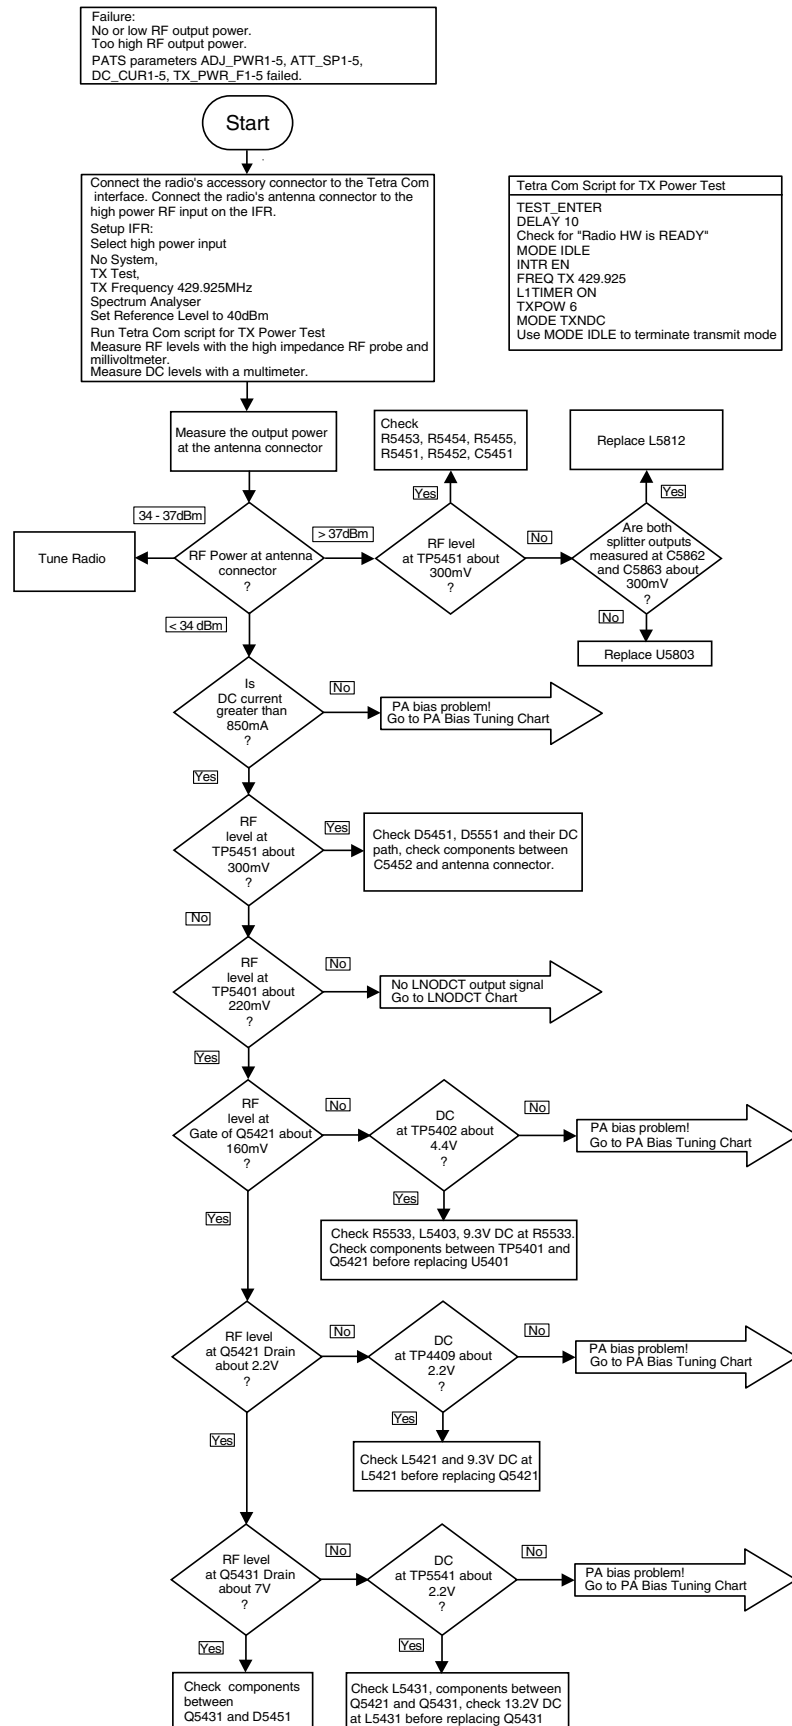 Failure:
No or low RF output power.
Too high RF output power.
PATS parameters ADJ_PWR1-5, ATT_SP1-5,
DC_CUR1-5, TX_PWR_F1-5 failed.
Start
Connect the radio's accessory connector to the Tetra Com
interface. Connect the radio's antenna connector to the
high power RF input on the IFR.
Setup IFR:
Select high power input
No System,
TX Test,
TX Frequency 429.925MHz
Spectrum Analyser
Set Reference Level to 40dBm
Run Tetra Com script for TX Power Test
Measure RF levels with the high impedance RF probe and
millivoltmeter.
Measure DC levels with a multimeter.
Tetra Com Script for TX Power Test
TEST_ENTER
DELAY 10
Check for "Radio HW is READY"
MODE IDLE
INTR EN
FREQ TX 429.925
L1TIMER ON
TXPOW 6
MODE TXNDC
Use MODE IDLE to terminate transmit mode
Measure the output power
at the antenna connector
Check
R5453, R5454, R5455,
R5451, R5452, C5451
Replace L5812
Yes
Yes
34 - 37dBm
> 37dBm
Tune Radio
RF Power at antenna
connector
?
RF level
at TP5451 about
300mV
?
No
Are both
splitter outputs
measured at C5862
and C5863 about
300mV
?
No
Replace U5803
< 34 dBm
Is
DC current
greater than
850mA
?
No
PA bias problem!
Go to PA Bias Tuning Chart
Yes
RF
level at
TP5451 about
300mV
?
Yes
Check D5451, D5551 and their DC
path, check components between
C5452 and antenna connector.
No
RF
level at
TP5401 about
220mV
?
No
No LNODCT output signal
Go to LNODCT Chart
Yes
RF
level at
Gate of Q5421 about
160mV
?
No
DC
at TP5402 about
4.4V
?
No
PA bias problem!
Go to PA Bias Tuning Chart
Yes
Yes
Check R5533, L5403, 9.3V DC at R5533.
Check components between TP5401 and
Q5421 before replacing U5401
RF level
at Q5421 Drain
about 2.2V
?
No
DC
at TP4409 about
2.2V
?
No
PA bias problem!
Go to PA Bias Tuning Chart
Yes
Yes
Check L5421 and 9.3V DC at
L5421 before replacing Q5421
RF level
at Q5431 Drain
about 7V
?
No
DC
at TP5541 about
2.2V
?
No
PA bias problem!
Go to PA Bias Tuning Chart
Yes
Yes
Check components
between
Q5431 and D5451
Check L5431, components between
Q5421 and Q5431, check 13.2V DC
at L5431 before replacing Q5431